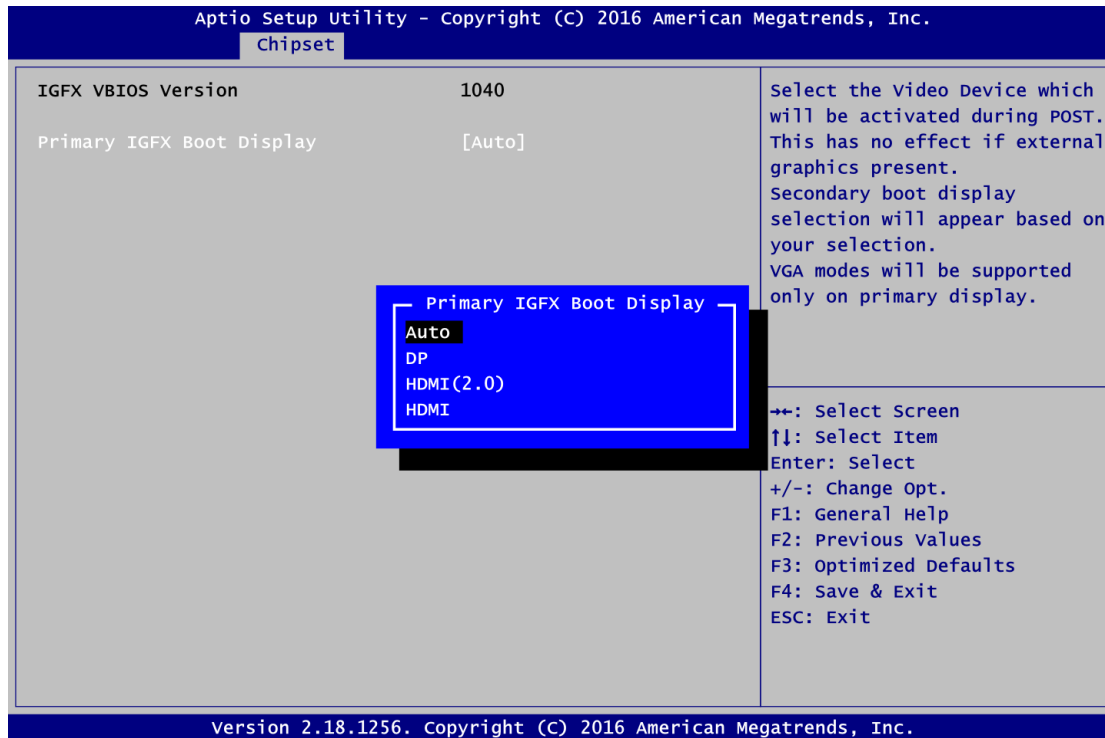 Aptio Setup Utility – Copyright (C) 2016 American Megatrends, Inc.
Chipset
IGFX VBIOS Version 1040
Primary IGFX Boot Display [Auto]
Select the Video Device which
will be activated during POST.
This has no effect if external
graphics present.
Secondary boot display
selection will appear based on
your selection.
VGA modes will be supported
only on primary display.
Primary IGFX Boot Display
Auto
DP
HDMI(2.0)
HDMI
→←: Select Screen
↑↓: Select Item
Enter: Select
+/-: Change Opt.
F1: General Help
F2: Previous Values
F3: Optimized Defaults
F4: Save & Exit
ESC: Exit
Version 2.18.1256. Copyright (C) 2016 American Megatrends, Inc.